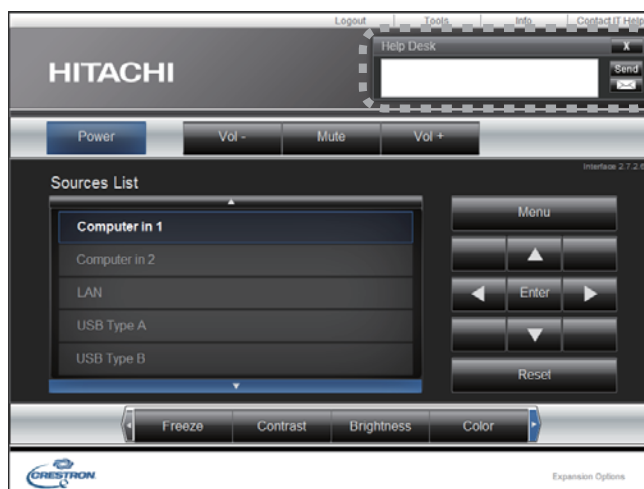 Logout Tools Info Contact IT Help
Help Desk X
HITACHI
Send
Power Vol - Mute Vol +
Interface 2.7.2.6
Sources List
Menu
Computer in 1
Computer in 2
LAN
Enter
USB Type A
USB Type B
Reset
Freeze Contrast Brightness Color
CRESTRON
Expansion Options